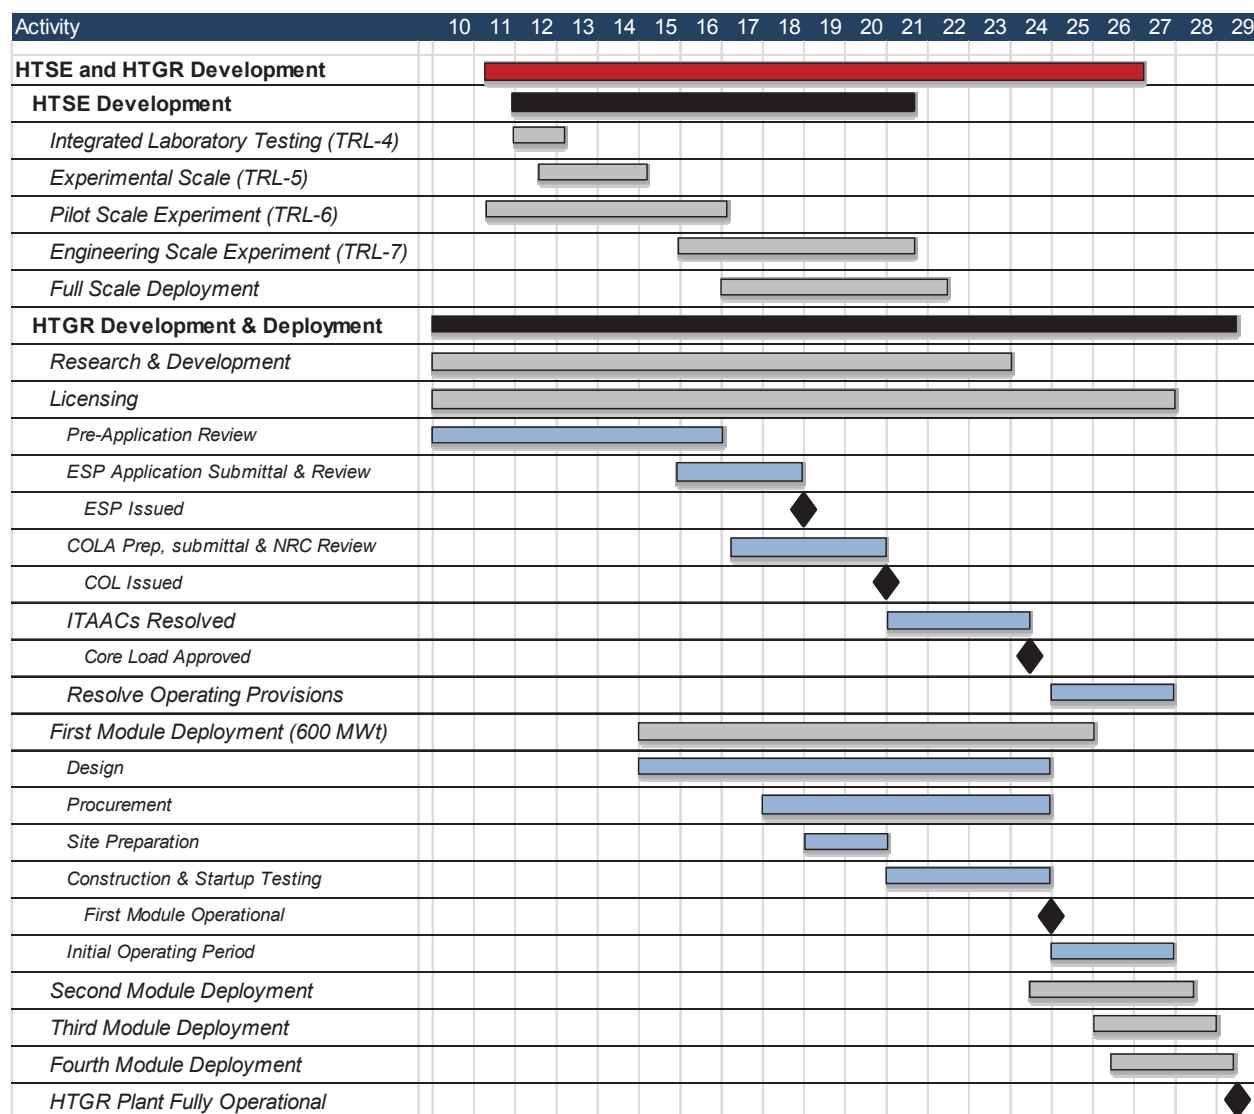 Activity 10 11 12 13 14 15 16 17 18 19 20 21 22 23 24 25 26 27 28 29
HTSE and HTGR Development
HTSE Development
Integrated Laboratory Testing (TRL-4)
Experimental Scale (TRL-5)
Pilot Scale Experiment (TRL-6)
Engineering Scale Experiment (TRL-7)
Full Scale Deployment
HTGR Development & Deployment
Research & Development
Licensing
Pre-Application Review
ESP Application Submittal & Review
ESP Issued
COLA Prep, submittal & NRC Review
COL Issued
ITAACs Resolved
Core Load Approved
Resolve Operating Provisions
First Module Deployment (600 MWt)
Design
Procurement
Site Preparation
Construction & Startup Testing
First Module Operational
Initial Operating Period
Second Module Deployment
Third Module Deployment
Fourth Module Deployment
HTGR Plant Fully Operational